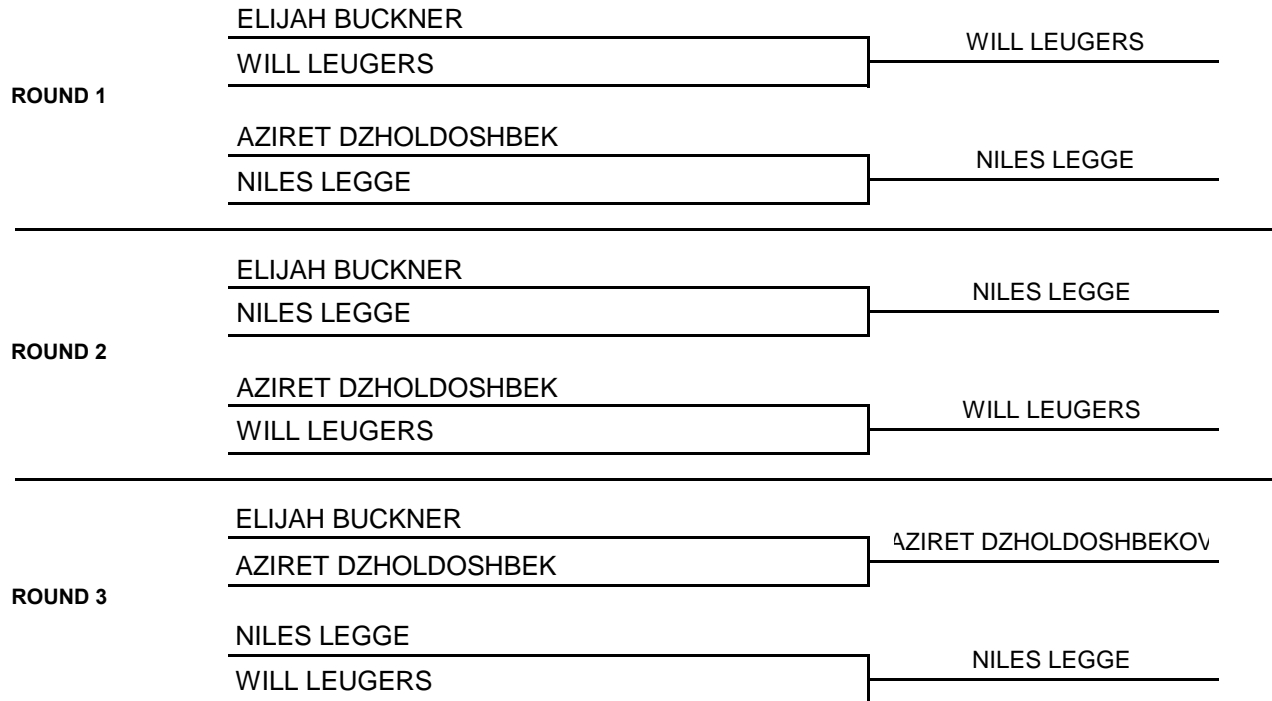 ELIJAH BUCKNER
WILL LEUGERS
WILL LEUGERS
ROUND 1
AZIRET DZHOLDOSHBEK
NILES LEGGE
NILES LEGGE
ELIJAH BUCKNER
NILES LEGGE
NILES LEGGE
ROUND 2
AZIRET DZHOLDOSHBEK
WILL LEUGERS
WILL LEUGERS
ELIJAH BUCKNER
AZIRET DZHOLDOSHBEKOV
AZIRET DZHOLDOSHBEK
ROUND 3
NILES LEGGE
NILES LEGGE
WILL LEUGERS